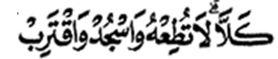 كَلَّاۗ لَا تُطِعْهُ وَاسْجُدْ وَاقْتَرِبْ